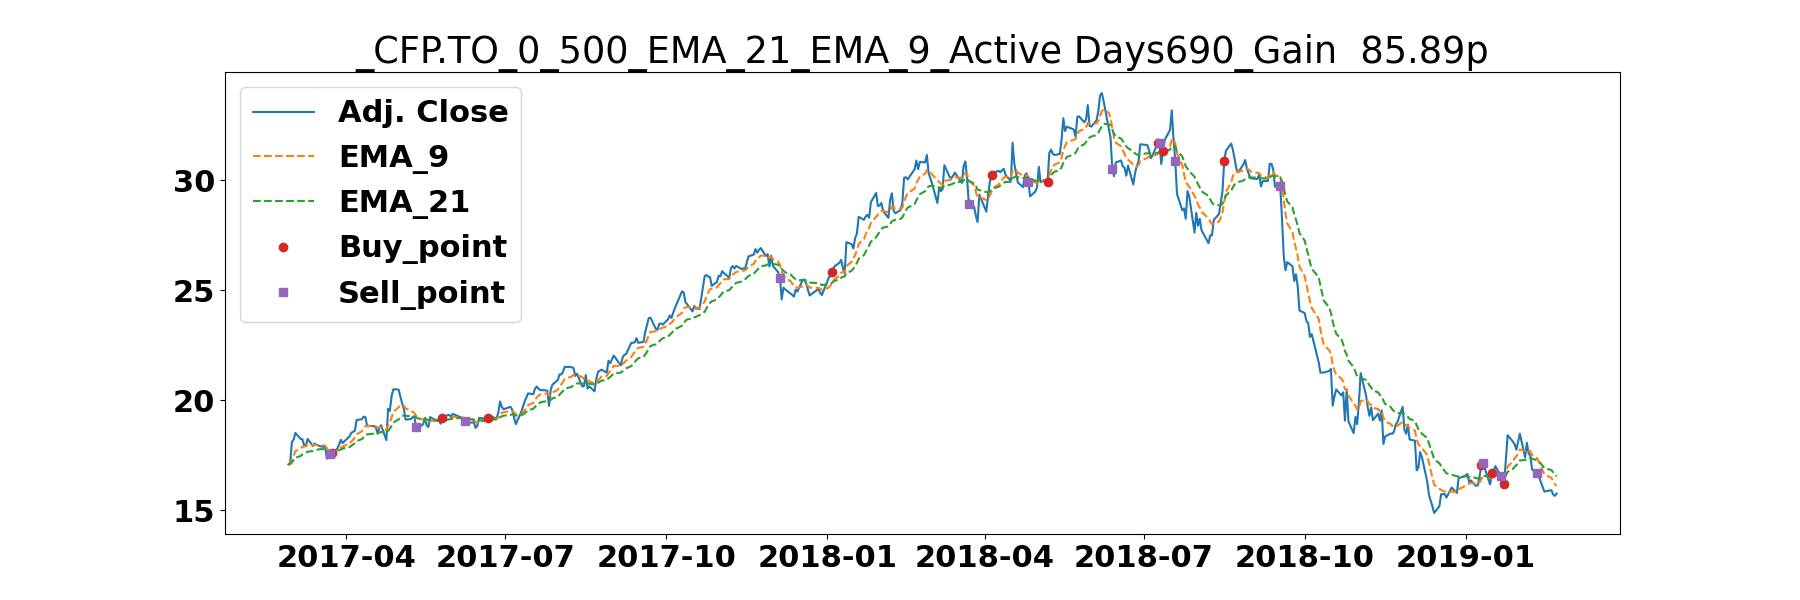 _CFP.TO_0_500_EMA_21_EMA_9_Active Days690_Gain  85.89p
Adj. Close
EMA_9
EMA_21
Buy_point
Sell_point
30
25
20
15
2017-04 2017-07 2017-10 2018-01 2018-04 2018-07 2018-10 2019-01